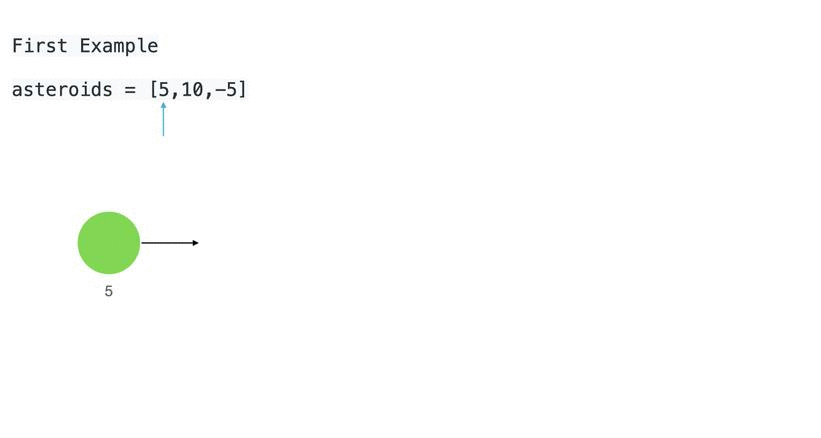 First Example
asteroids = [5,10,−5]
5